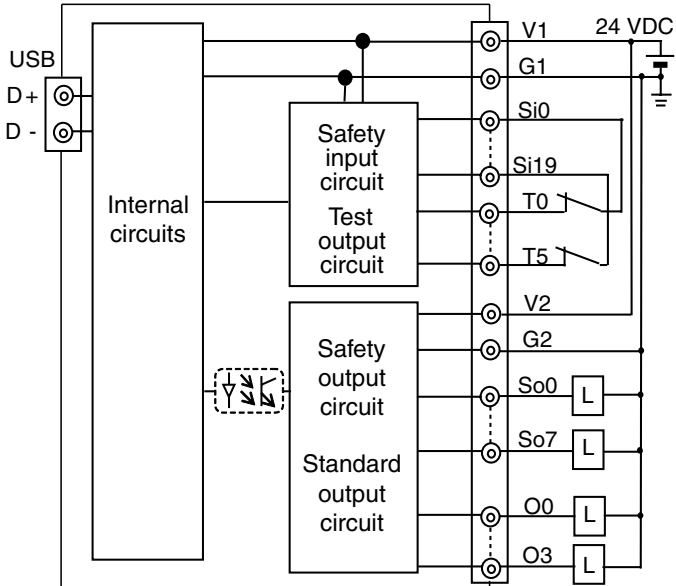 24 VDC
V1
USB
G1
D+
D -
Si0
Safety
input
circuit
Si19
Internal
circuits
T0
Test
output
circuit
T5
V2
Safety
output
circuit
G2
So0
L
So7
L
Standard
output
circuit
O0
L
O3
L